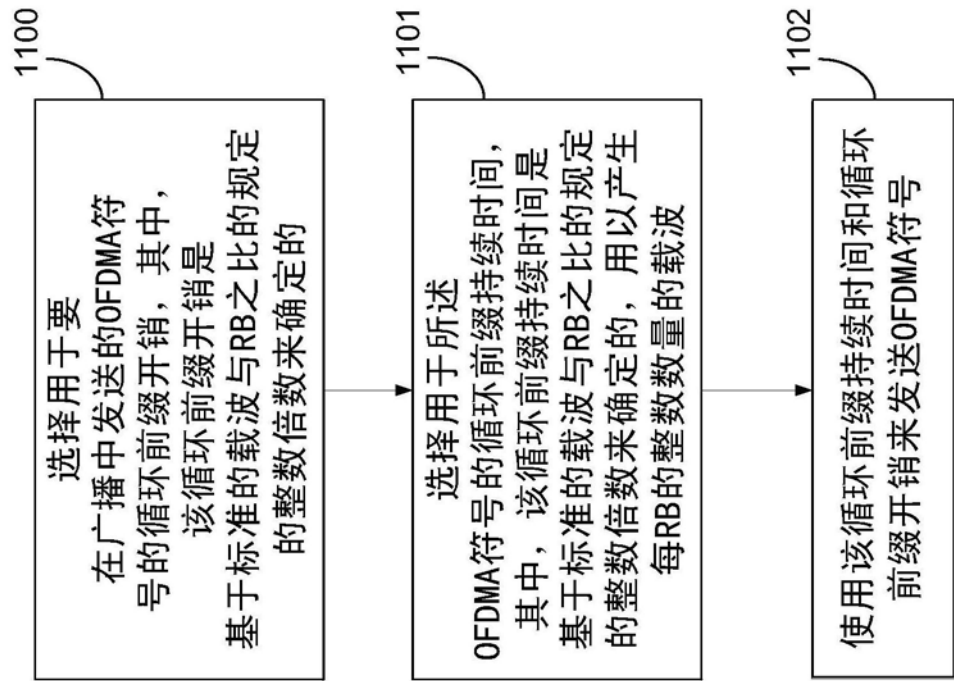 1100
选择用于要
在广播中发送的OFDMA符
号的循环前缀开销，其中，
该循环前缀开销是
基于标准的载波与RB之比的规定
的整数倍数来确定的
1101
选择用于所述
OFDMA符号的循环前缀持续时间，
其中，该循环前缀持续时间是
基于标准的载波与RB之比的规定
的整数倍数来确定的，用以产生
每RB的整数数量的载波
1102
使用该循环前缀持续时间和循环
前缀开销来发送OFDMA符号